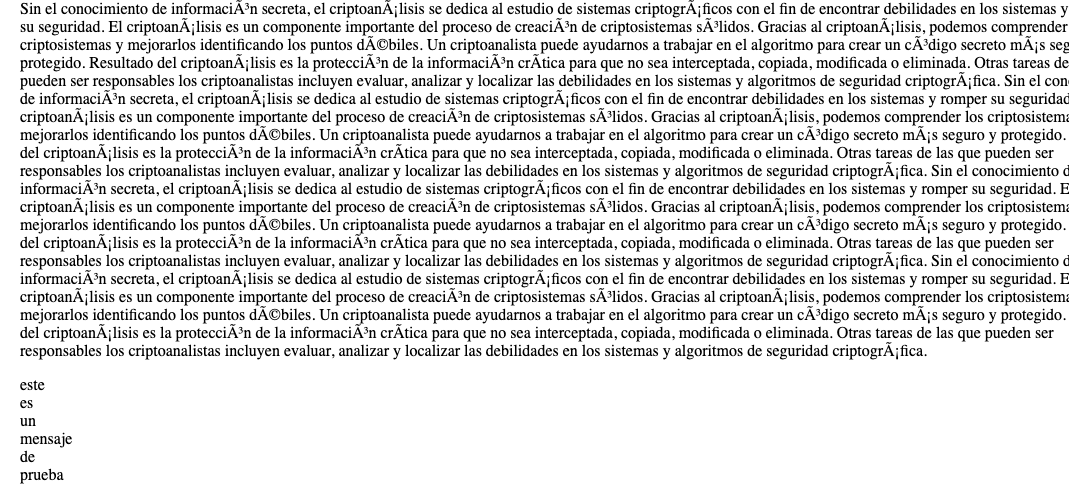 Sin el conocimiento de informaciÃ³n secreta, el criptoanÃ¡lisis se dedica al estudio de sistemas criptogrÃ¡ficos con el fin de encontrar debilidades en los sistemas y
su seguridad. El criptoanÃ¡lisis es un componente importante del proceso de creaciÃ³n de criptosistemas sÃ³lidos. Gracias al criptoanÃ¡lisis, podemos comprender
criptosistemas y mejorarlos identificando los puntos dÃ©biles. Un criptoanalista puede ayudarnos a trabajar en el algoritmo para crear un cÃ³digo secreto mÃ¡s seg
protegido. Resultado del criptoanÃ¡lisis es la protecciÃ³n de la informaciÃ³n crÃtica para que no sea interceptada, copiada, modificada o eliminada. Otras tareas de
pueden ser responsables los criptoanalistas incluyen evaluar, analizar y localizar las debilidades en los sistemas y algoritmos de seguridad criptogrÃ¡fica. Sin el con
de informaciÃ³n secreta, el criptoanÃ¡lisis se dedica al estudio de sistemas criptogrÃ¡ficos con el fin de encontrar debilidades en los sistemas y romper su seguridad
criptoanÃ¡lisis es un componente importante del proceso de creaciÃ³n de criptosistemas sÃ³lidos. Gracias al criptoanÃ¡lisis, podemos comprender los criptosistema
mejorarlos identificando los puntos dÃ©biles. Un criptoanalista puede ayudarnos a trabajar en el algoritmo para crear un cÃ³digo secreto mÃ¡s seguro y protegido.
del criptoanÃ¡lisis es la protecciÃ³n de la informaciÃ³n crÃtica para que no sea interceptada, copiada, modificada o eliminada. Otras tareas de las que pueden ser
responsables los criptoanalistas incluyen evaluar, analizar y localizar las debilidades en los sistemas y algoritmos de seguridad criptogrÃ¡fica. Sin el conocimiento d
informaciÃ³n secreta, el criptoanÃ¡lisis se dedica al estudio de sistemas criptogrÃ¡ficos con el fin de encontrar debilidades en los sistemas y romper su seguridad. E
criptoanÃ¡lisis es un componente importante del proceso de creaciÃ³n de criptosistemas sÃ³lidos. Gracias al criptoanÃ¡lisis, podemos comprender los criptosistema
mejorarlos identificando los puntos dÃ©biles. Un criptoanalista puede ayudarnos a trabajar en el algoritmo para crear un cÃ³digo secreto mÃ¡s seguro y protegido.
del criptoanÃ¡lisis es la protecciÃ³n de la informaciÃ³n crÃtica para que no sea interceptada, copiada, modificada o eliminada. Otras tareas de las que pueden ser
responsables los criptoanalistas incluyen evaluar, analizar y localizar las debilidades en los sistemas y algoritmos de seguridad criptogrÃ¡fica. Sin el conocimiento d
informaciÃ³n secreta, el criptoanÃ¡lisis se dedica al estudio de sistemas criptogrÃ¡ficos con el fin de encontrar debilidades en los sistemas y romper su seguridad. E
criptoanÃ¡lisis es un componente importante del proceso de creaciÃ³n de criptosistemas sÃ³lidos. Gracias al criptoanÃ¡lisis, podemos comprender los criptosistema
mejorarlos identificando los puntos dÃ©biles. Un criptoanalista puede ayudarnos a trabajar en el algoritmo para crear un cÃ³digo secreto mÃ¡s seguro y protegido.
del criptoanÃ¡lisis es la protecciÃ³n de la informaciÃ³n crÃtica para que no sea interceptada, copiada, modificada o eliminada. Otras tareas de las que pueden ser
responsables los criptoanalistas incluyen evaluar, analizar y localizar las debilidades en los sistemas y algoritmos de seguridad criptogrÃ¡fica.
este
es
un
mensaje
de
prueba